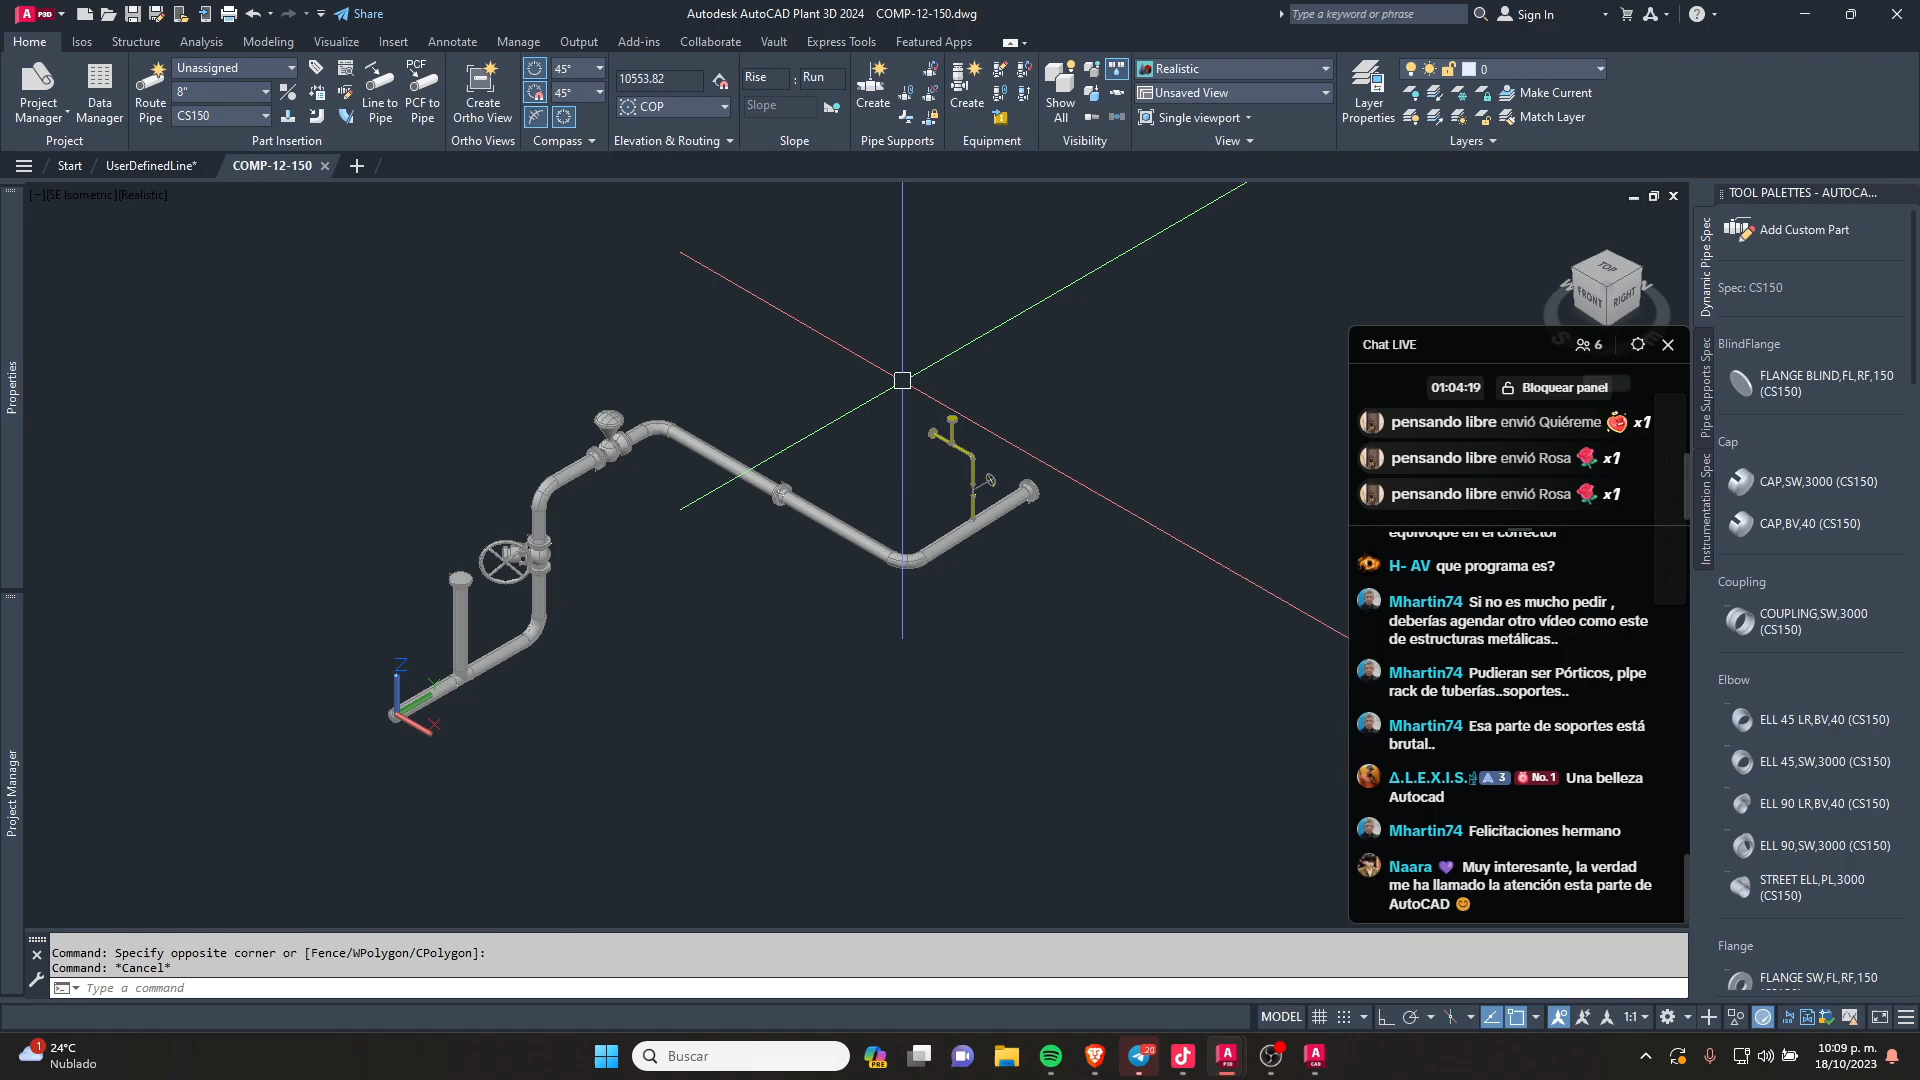 A P3D
Share
Autodesk AutoCAD Plant 3D 2024 COMP-12-150.dwg
Type a keyword or phrase
Sign In
Home Isos Structure Analysis Modeling Visualize Insert Annotate Manage Output Add-ins Collaborate Vault Express Tools Featured Apps
Project Manager
Data Manager
Project
Route Pipe
Unassigned
8"
CS150
Line to Pipe
PCF to Pipe
PCF
Part Insertion
Create Ortho View
Ortho Views
45°
45°
Compass
10553.82
COP
Elevation & Routing
Rise : Run
Slope
Slope
Create
Pipe Supports
Create
Equipment
Show All
Visibility
Realistic
Unsaved View
Single viewport
View
Layer Properties
0
Make Current
Match Layer
Layers
Start UserDefinedLine* COMP-12-150
[−][SE Isometric][Realistic]
TOOL PALETTES - AUTOCA...
Properties
Project Manager
TOP
FRONT
RIGHT
Z
Y
X
Chat LIVE
6
01:04:19 Bloquear panel
pensando libre envió Quiéreme x1
pensando libre envió Rosa x1
pensando libre envió Rosa x1
equivoque en el corrector
H- AV que programa es?
Mhartin74 Si no es mucho pedir ,
deberías agendar otro vídeo como este
de estructuras metálicas..
Mhartin74 Pudieran ser Pórticos, pIpe
rack de tuberías..soportes..
Mhartin74 Esa parte de soportes está
brutal..
Δ.L.E.X.I.S. 3 No. 1 Una belleza
Autocad
Mhartin74 Felicitaciones hermano
Naara 💜 Muy interesante, la verdad
me ha llamado la atención esta parte de
AutoCAD 😊
Dynamic Pipe Spec
Pipe Supports Spec
Instrumentation Spec
Add Custom Part
Spec: CS150
BlindFlange
FLANGE BLIND,FL,RF,150
(CS150)
Cap
CAP,SW,3000 (CS150)
CAP,BV,40 (CS150)
Coupling
COUPLING,SW,3000
(CS150)
Elbow
ELL 45 LR,BV,40 (CS150)
ELL 45,SW,3000 (CS150)
ELL 90 LR,BV,40 (CS150)
ELL 90,SW,3000 (CS150)
STREET ELL,PL,3000
(CS150)
Flange
FLANGE SW,FL,RF,150
Command: Specify opposite corner or [Fence/WPolygon/CPolygon]:
Command: *Cancel*
Type a command
MODEL
1:1
1
24°C
Nublado
Buscar
PRE
20
10:09 p. m.
18/10/2023